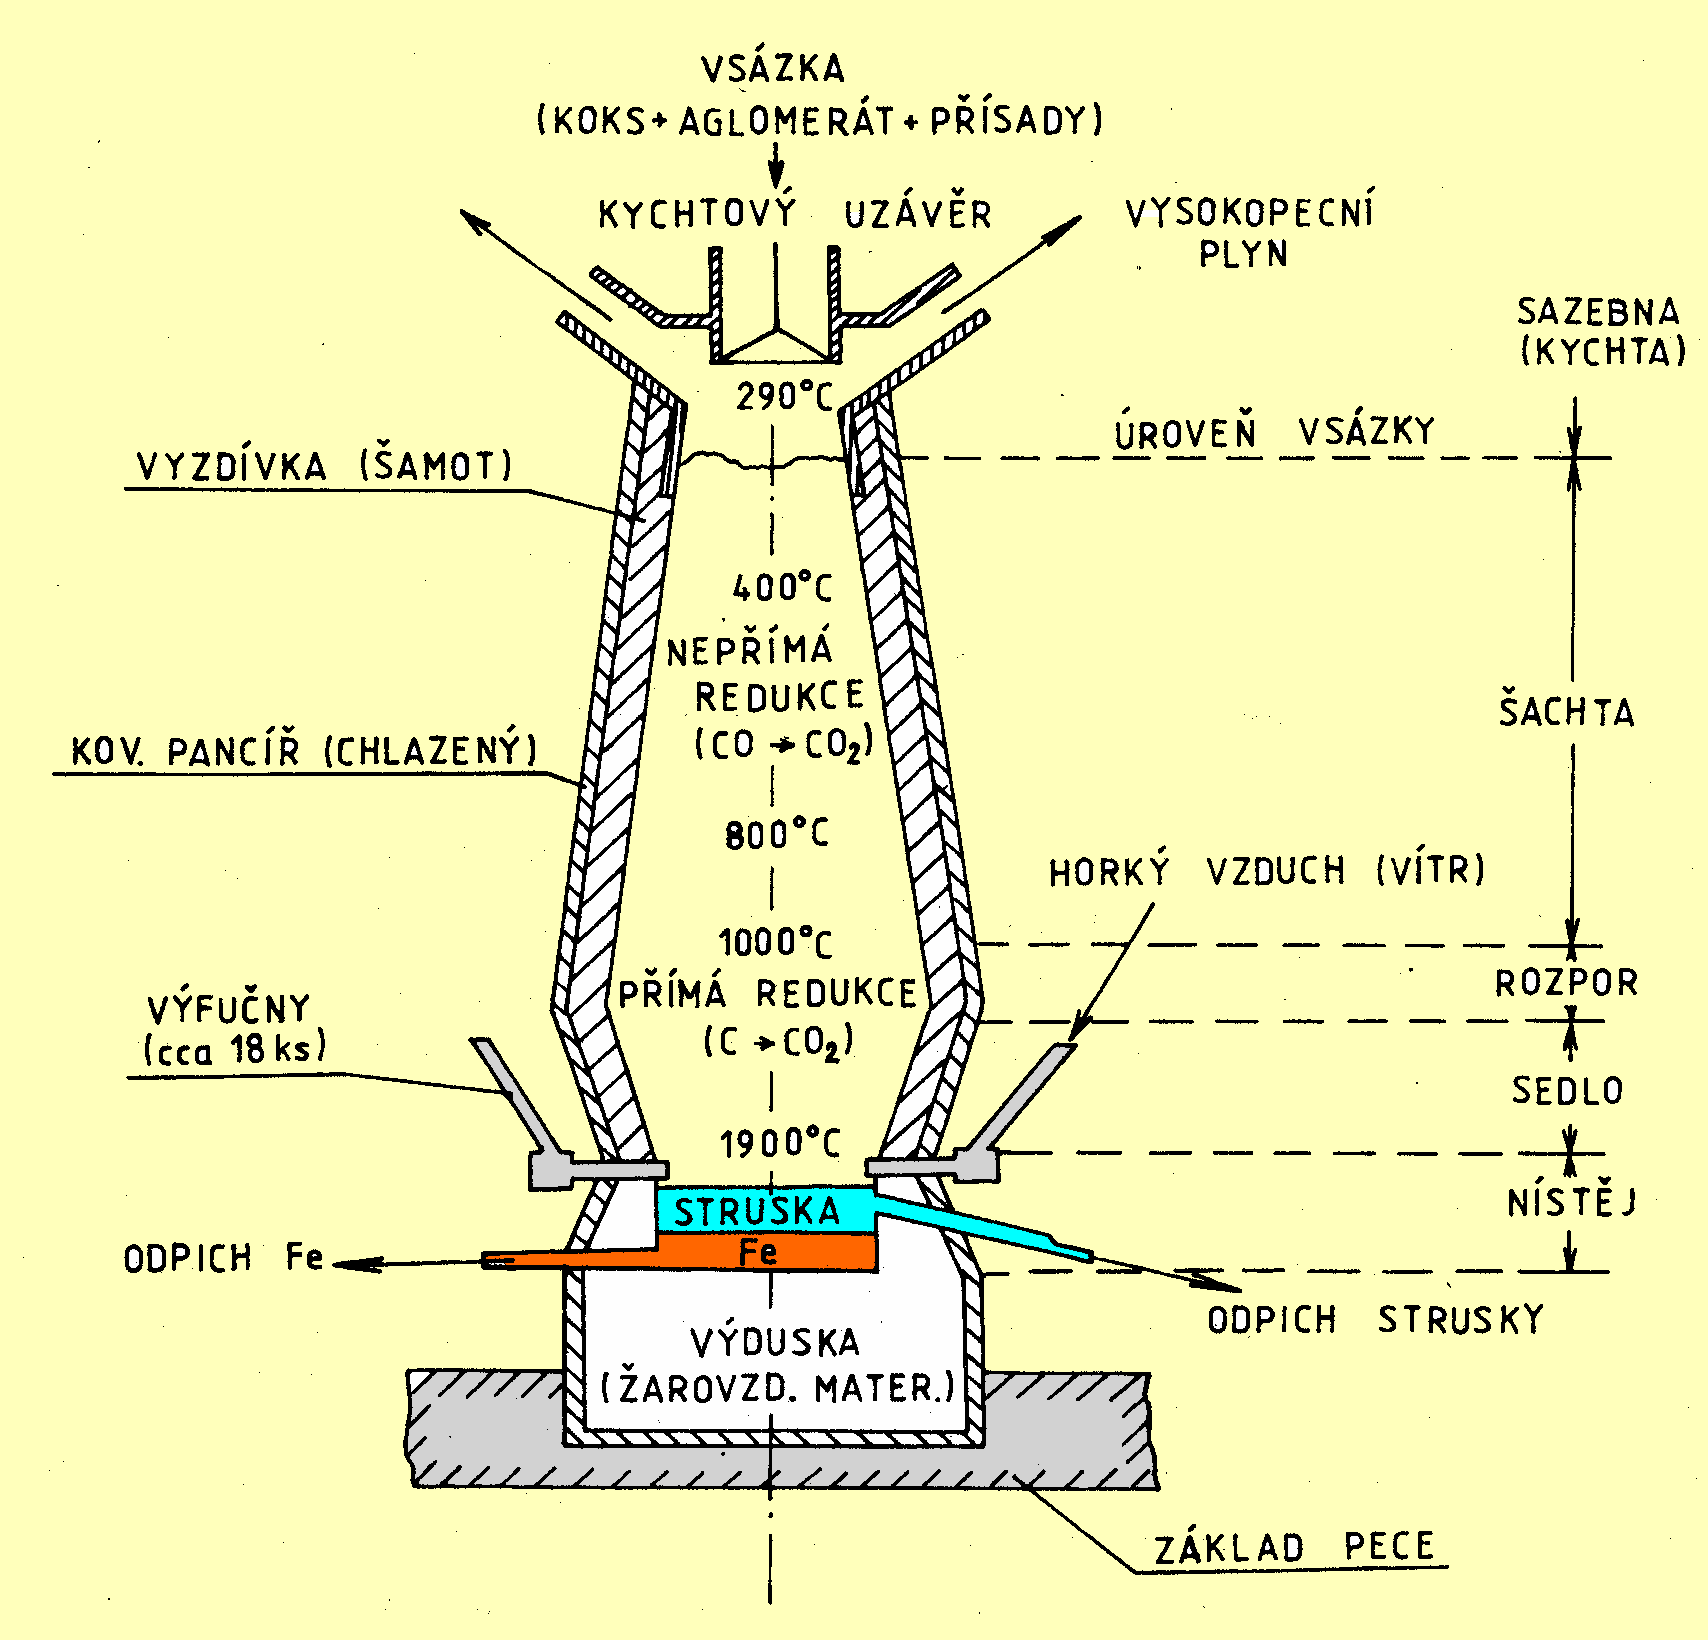 VSÁZKA
(KOKS + AGLOMERÁT + PŘÍSADY)
KYCHTOVÝ UZÁVĚR
VYSOKOPECNÍ
PLYN
SAZEBNA
(KYCHTA)
290°C
ÚROVEŇ VSÁZKY
VYZDÍVKA (ŠAMOT)
400°C
NEPŘÍMÁ
REDUKCE
(CO → CO₂)
ŠACHTA
KOV. PANCÍŘ (CHLAZENÝ)
800°C
HORKÝ VZDUCH (VÍTR)
1000°C
PŘÍMÁ REDUKCE
(C → CO₂)
ROZPOR
VÝFUČNY
(cca 18 ks)
SEDLO
1900°C
STRUSKA
NÍSTĚJ
Fe
ODPICH Fe
ODPICH STRUSKY
VÝDUSKA
(ŽAROVZD. MATER.)
ZÁKLAD PECE